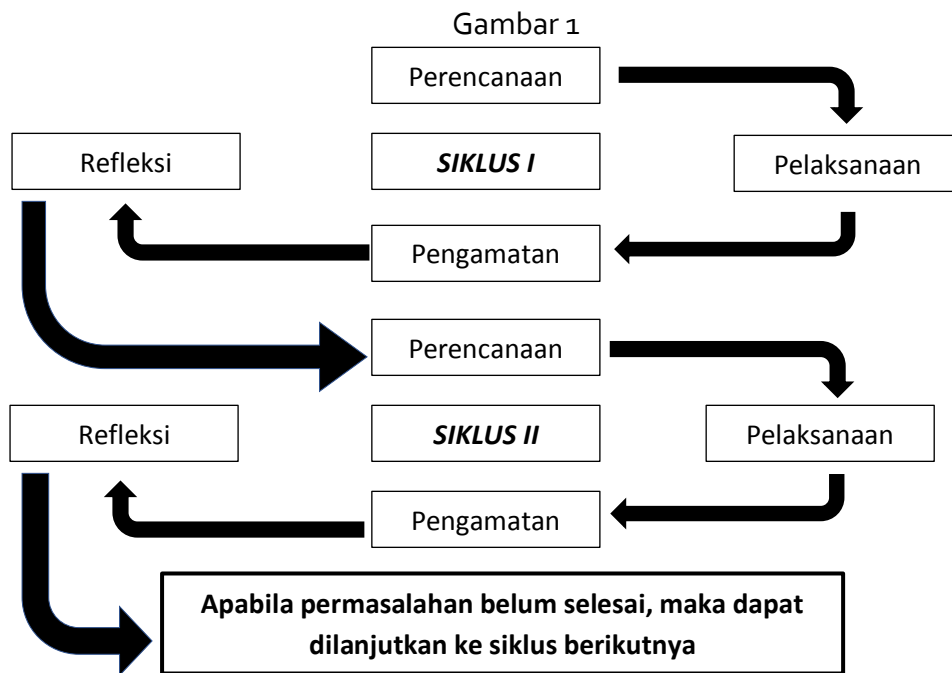 Gambar 1
Perencanaan
Refleksi
SIKLUS I
Pelaksanaan
Pengamatan
Perencanaan
Refleksi
SIKLUS II
Pelaksanaan
Pengamatan
Apabila permasalahan belum selesai, maka dapat
dilanjutkan ke siklus berikutnya